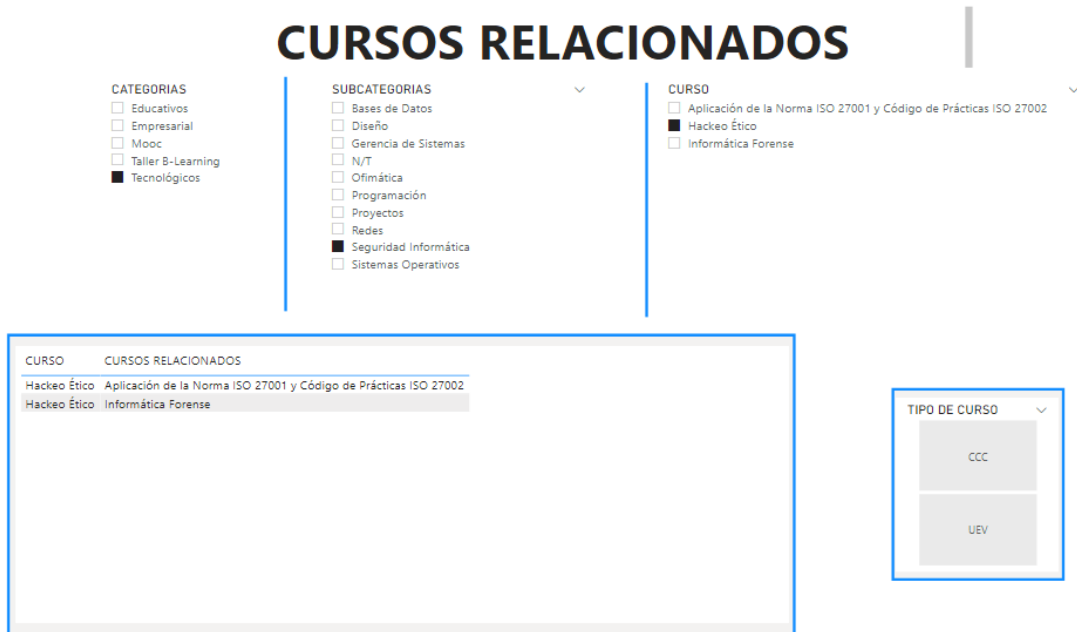 CURSOS RELACIONADOS
CATEGORIAS
Educativos
Empresarial
Mooc
Taller B-Learning
Tecnológicos
SUBCATEGORIAS
Bases de Datos
Diseño
Gerencia de Sistemas
N/T
Ofimática
Programación
Proyectos
Redes
Seguridad Informática
Sistemas Operativos
CURSO
Aplicación de la Norma ISO 27001 y Código de Prácticas ISO 27002
Hackeo Ético
Informática Forense
CURSO CURSOS RELACIONADOS
Hackeo Ético Aplicación de la Norma ISO 27001 y Código de Prácticas ISO 27002
Hackeo Ético Informática Forense
TIPO DE CURSO
CCC
UEV